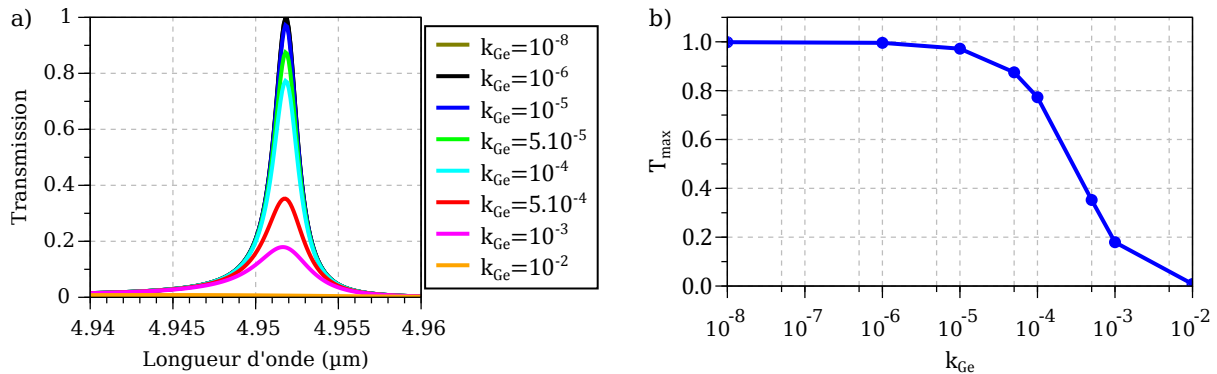 a)
Transmission
1
0.8
0.6
0.4
0.2
0
4.94 4.945 4.95 4.955 4.96
Longueur d'onde (µm)
k_Ge=10^-8
k_Ge=10^-6
k_Ge=10^-5
k_Ge=5.10^-5
k_Ge=10^-4
k_Ge=5.10^-4
k_Ge=10^-3
k_Ge=10^-2
b)
T_max
1.0
0.8
0.6
0.4
0.2
0.0
10^-8 10^-7 10^-6 10^-5 10^-4 10^-3 10^-2
k_Ge